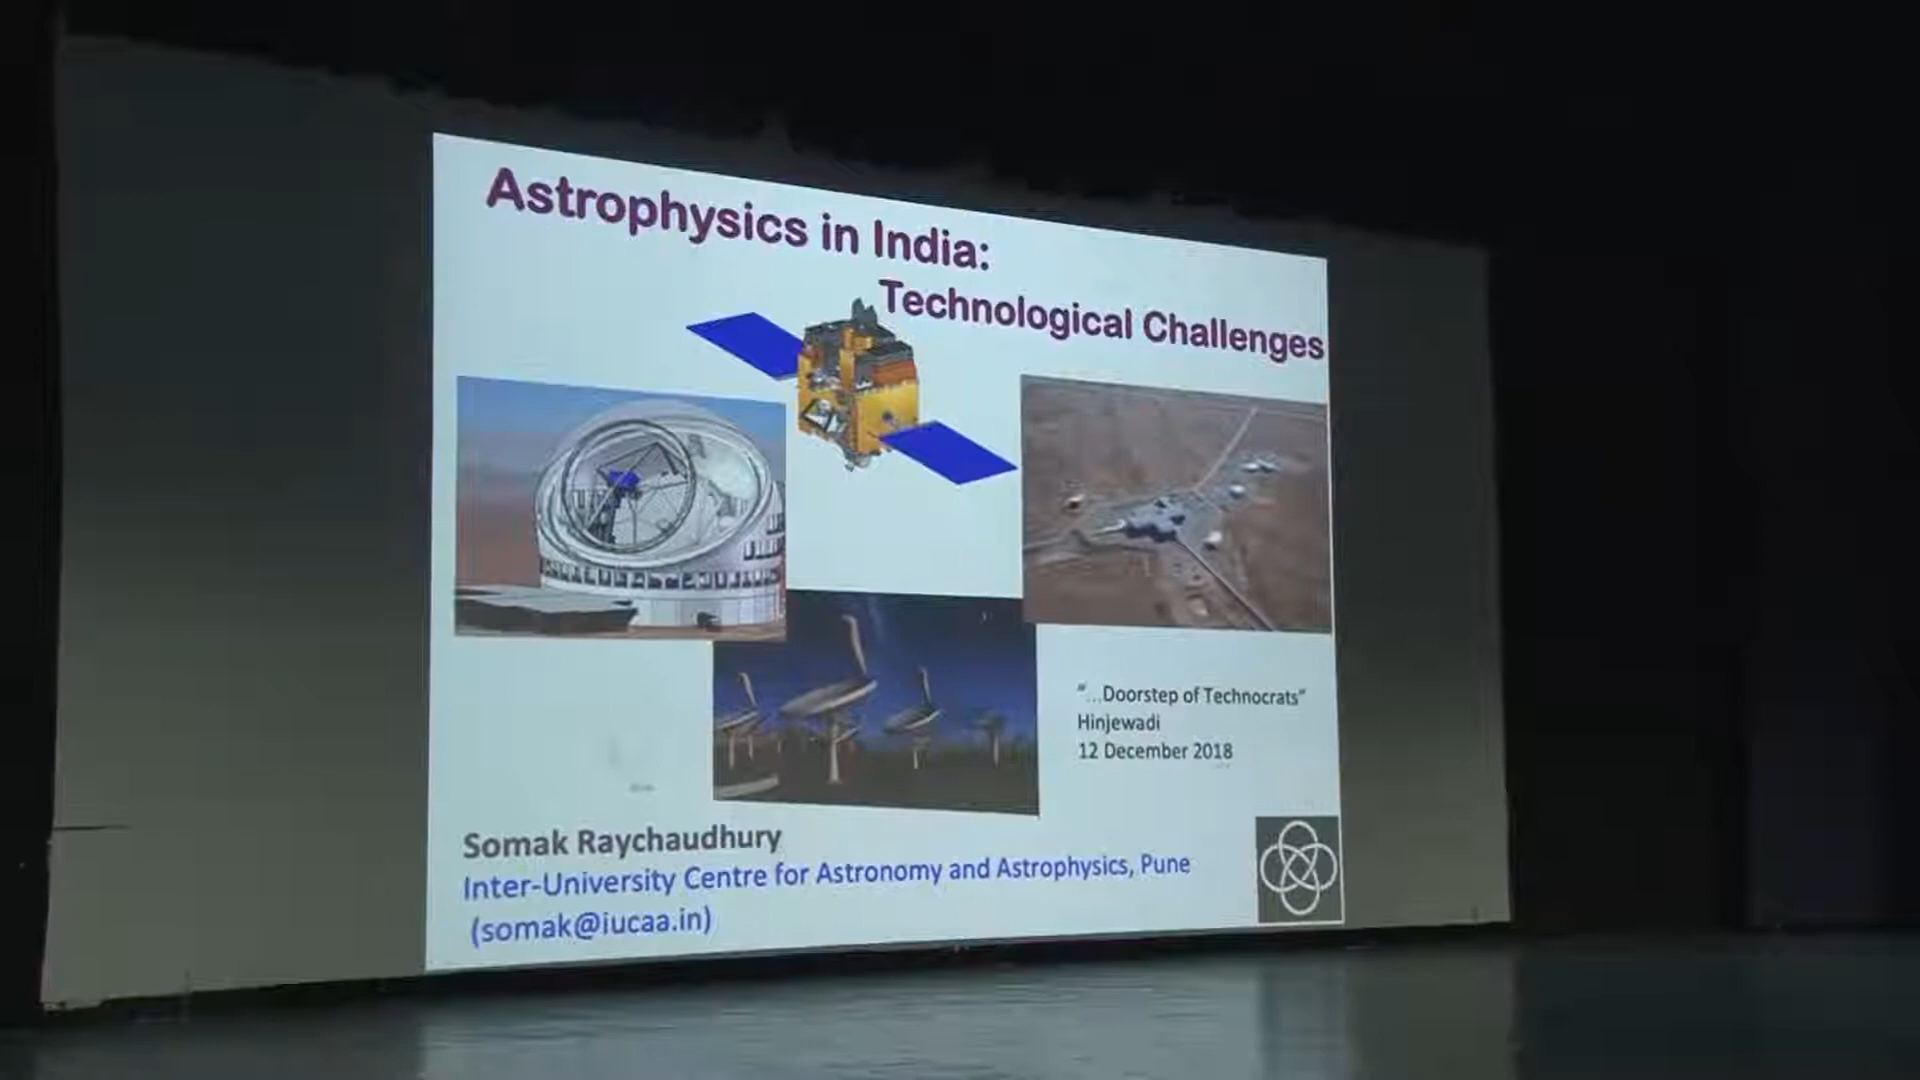 Astrophysics in India:
Technological Challenges
"...Doorstep of Technocrats"
Hinjewadi
12 December 2018
Somak Raychaudhury
Inter-University Centre for Astronomy and Astrophysics, Pune
(somak@iucaa.in)